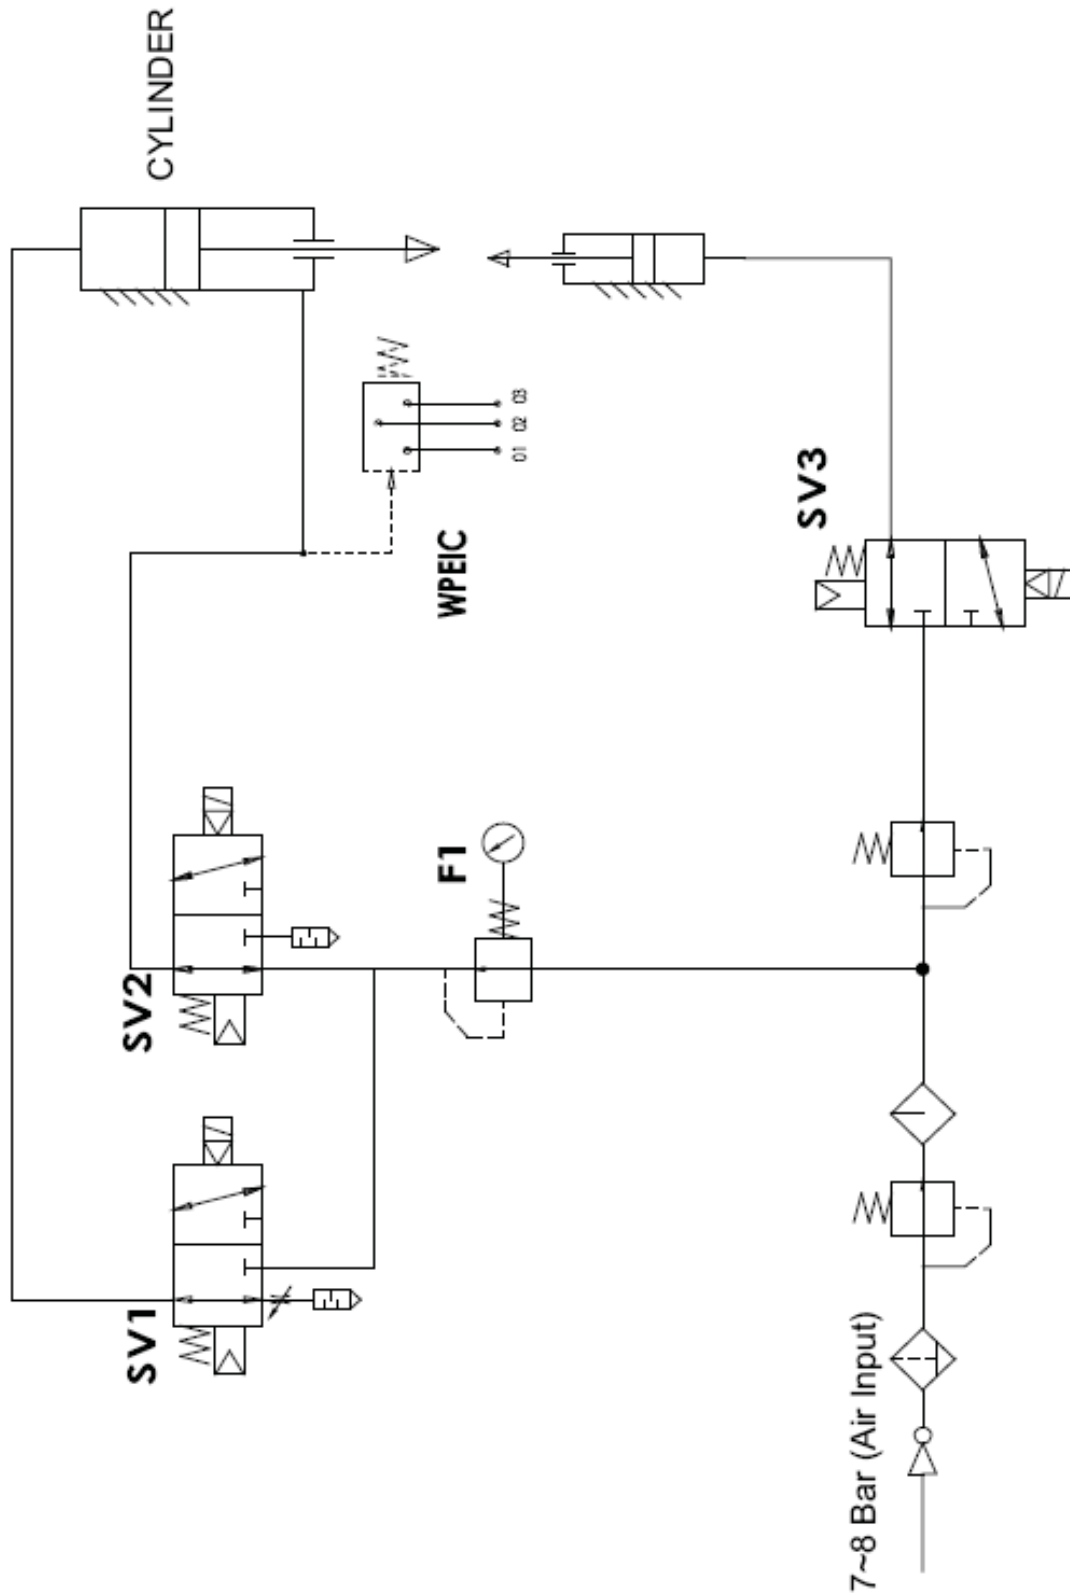 CYLINDER
01 02 03
WPEIC
SV3
SV2
F1
SV1
7~8 Bar (Air Input)